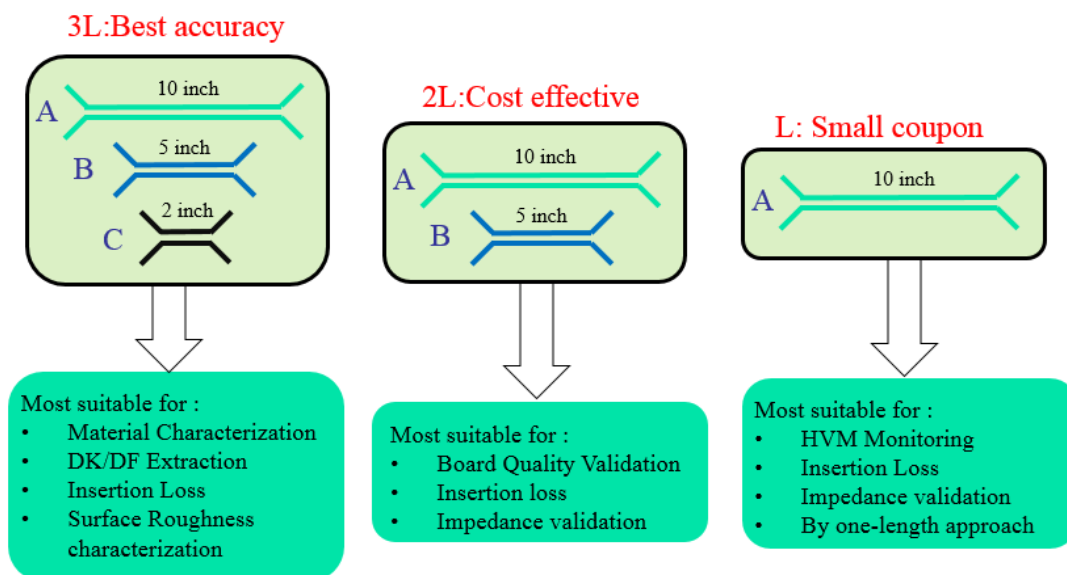 3L:Best accuracy
10 inch
A
5 inch
B
2 inch
C
Most suitable for :
• Material Characterization
• DK/DF Extraction
• Insertion Loss
• Surface Roughness
characterization
2L:Cost effective
10 inch
A
5 inch
B
Most suitable for :
• Board Quality Validation
• Insertion loss
• Impedance validation
L: Small coupon
10 inch
A
Most suitable for :
• HVM Monitoring
• Insertion Loss
• Impedance validation
• By one-length approach